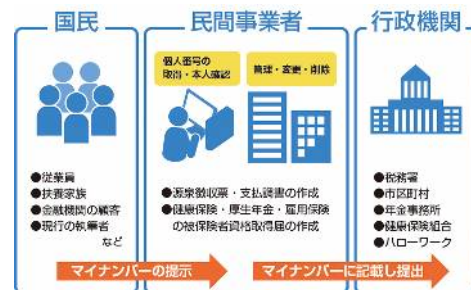 国民
●従業員
●扶養家族
●金融機関の顧客
●現行の執筆者
など
民間事業者
個人番号の
取得・本人確認
管理・変更・削除
●源泉徴収票・支払調書の作成
●健康保険・厚生年金・雇用保険
の被保険者資格取得届の作成
行政機関
●税務署
●市区町村
●年金事務所
●健康保険組合
●ハローワーク
マイナンバーの提示
マイナンバーに記載し提出